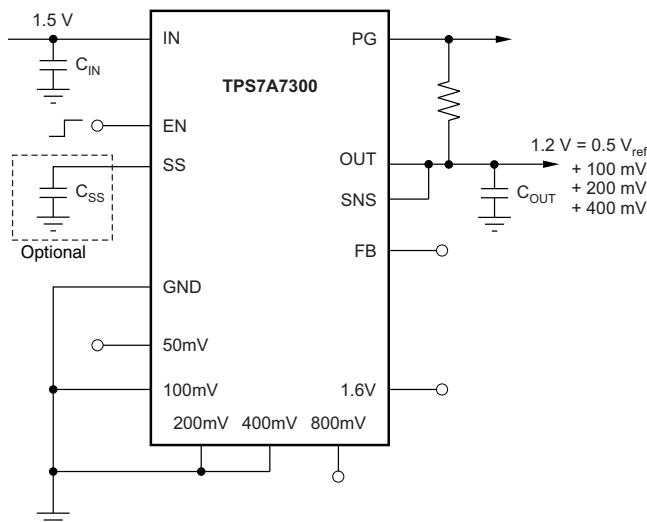 1.5 V
IN
PG
C_IN
TPS7A7300
EN
SS
OUT
1.2 V = 0.5 V_ref
+ 100 mV
+ 200 mV
+ 400 mV
C_SS
SNS
C_OUT
Optional
FB
GND
50mV
100mV
1.6V
200mV 400mV 800mV